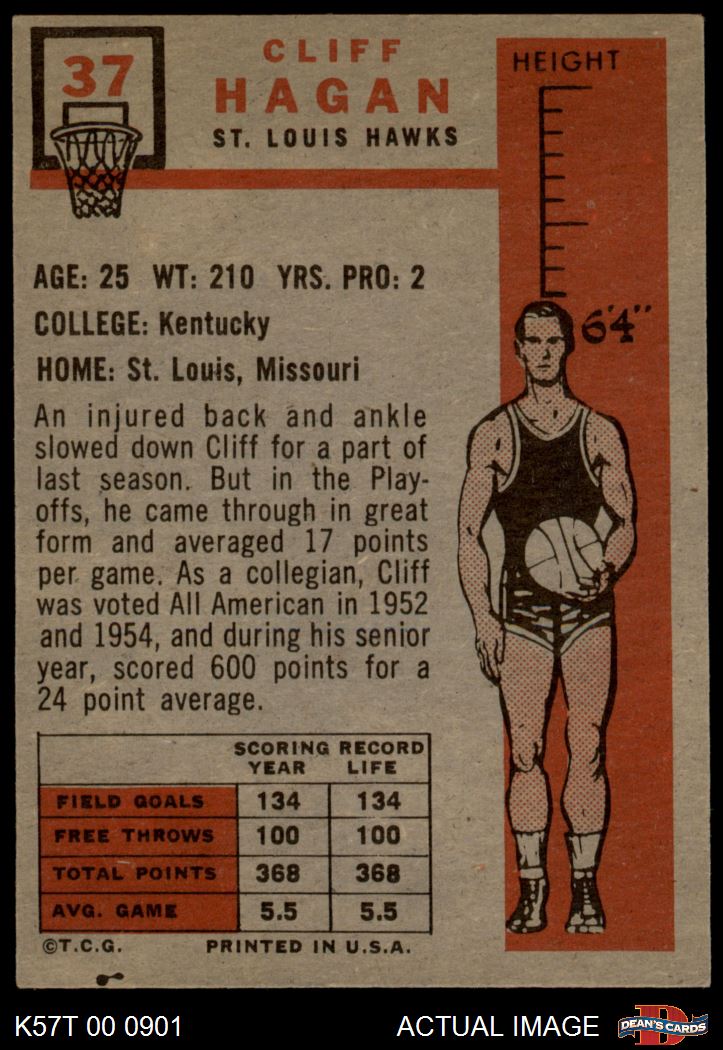 37
CLIFF
HAGAN
ST. LOUIS HAWKS
HEIGHT
6'4"
AGE: 25 WT: 210 YRS. PRO: 2
COLLEGE: Kentucky
HOME: St. Louis, Missouri
An injured back and ankle
slowed down Cliff for a part of
last season. But in the Play-
offs, he came through in great
form and averaged 17 points
per game. As a collegian, Cliff
was voted All American in 1952
and 1954, and during his senior
year, scored 600 points for a
24 point average.
SCORING RECORD
YEAR LIFE
FIELD GOALS 134 134
FREE THROWS 100 100
TOTAL POINTS 368 368
AVG. GAME 5.5 5.5
©T.C.G. PRINTED IN U.S.A.
K57T 00 0901 ACTUAL IMAGE
D
DEAN'S CARDS